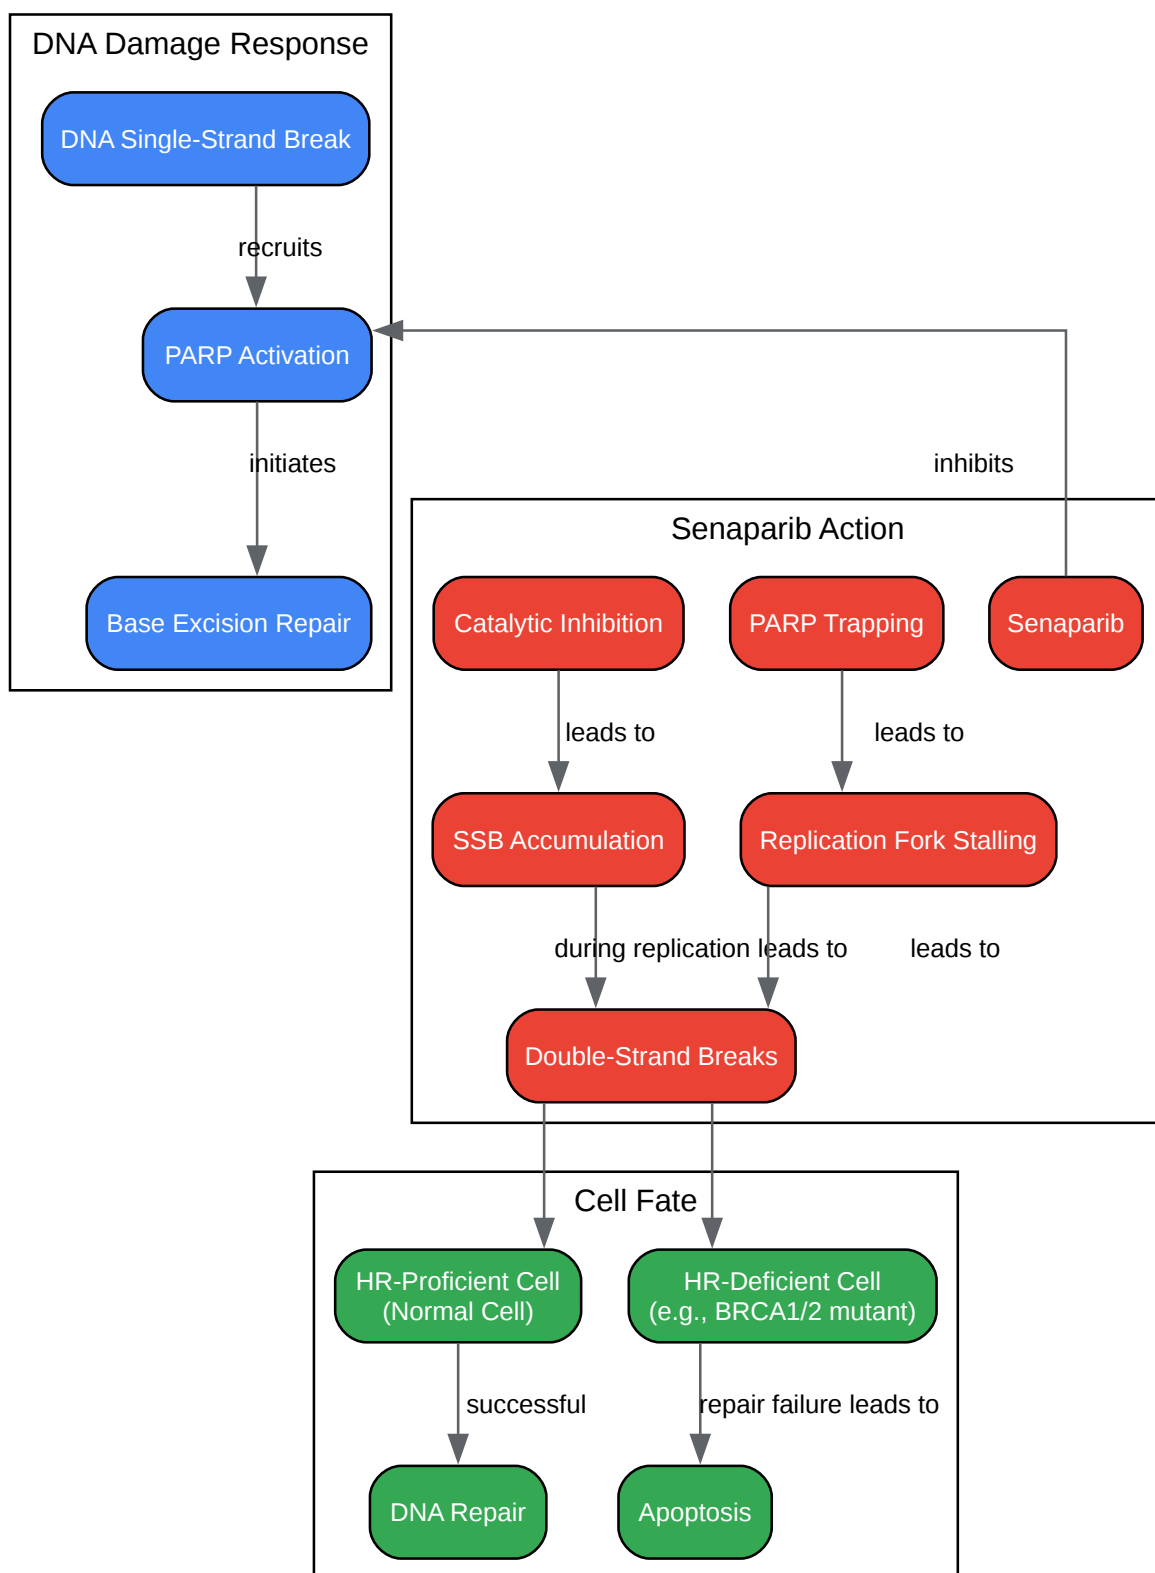 DNA Damage Response
DNA Single-Strand Break
recruits
PARP Activation
initiates
inhibits
Base Excision Repair
Senaparib Action
Catalytic Inhibition
PARP Trapping
Senaparib
leads to
leads to
SSB Accumulation
Replication Fork Stalling
during replication leads to
leads to
Double-Strand Breaks
Cell Fate
HR-Proficient Cell
(Normal Cell)
HR-Deficient Cell
(e.g., BRCA1/2 mutant)
successful
repair failure leads to
DNA Repair
Apoptosis